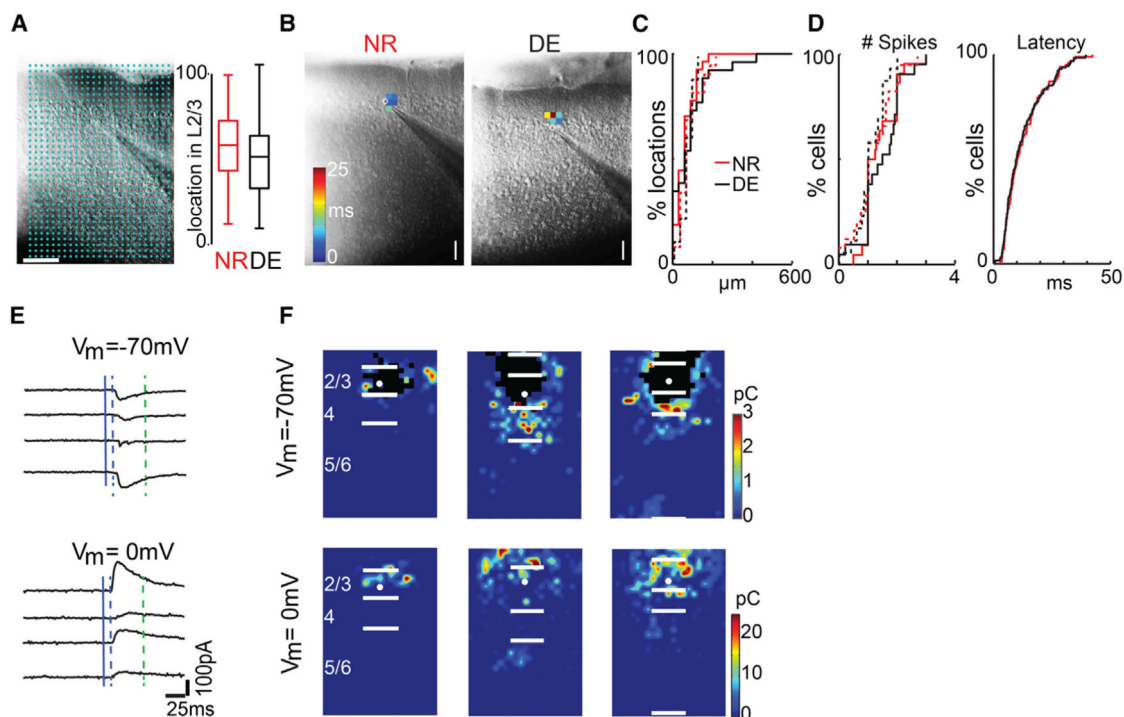 A
100
location in L2/3
0
NR DE
B
NR
DE
25
ms
0
C
100
% locations
0
µm
600
NR
DE
D
# Spikes
100
% cells
0
4
Latency
100
% cells
0
ms
50
E
Vm=-70mV
Vm= 0mV
100pA
25ms
F
Vm=-70mV
2/3
4
5/6
pC
3
2
1
0
Vm= 0mV
2/3
4
5/6
pC
20
10
0